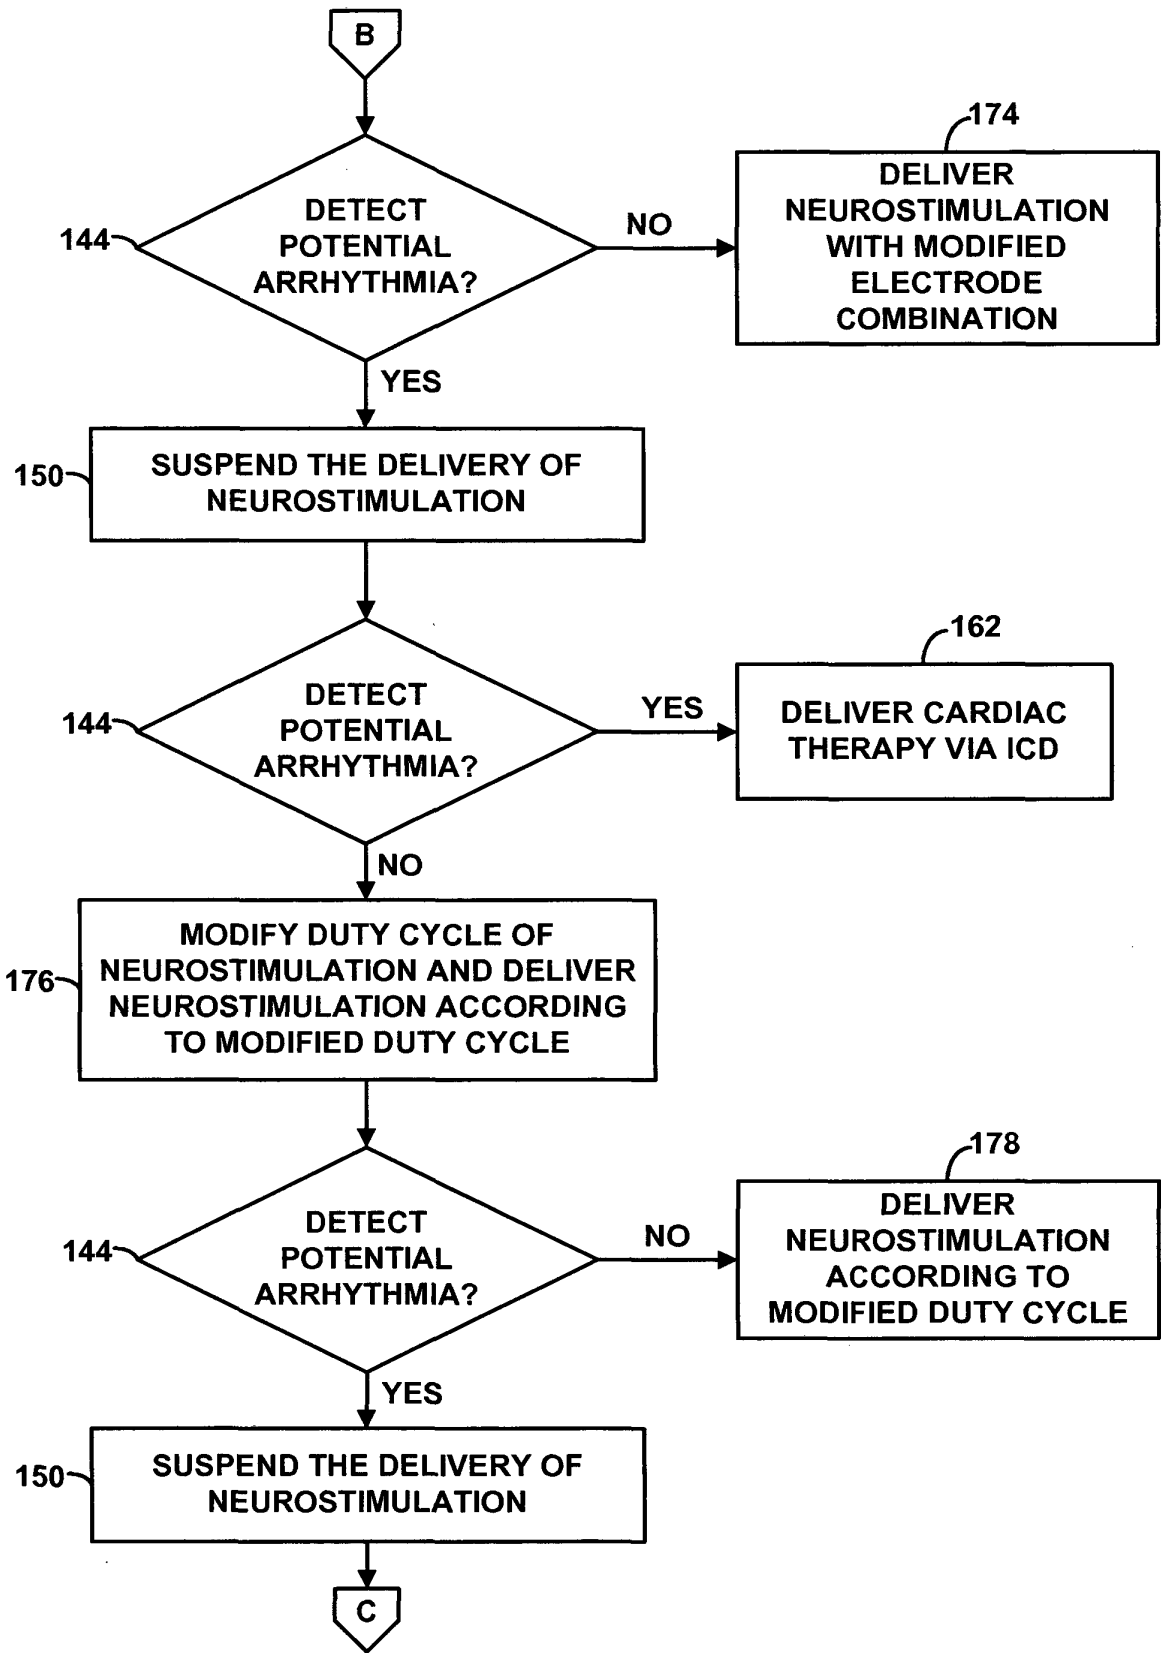 B
174
DETECT
POTENTIAL
ARRHYTHMIA?
144
NO
DELIVER
NEUROSTIMULATION
WITH MODIFIED
ELECTRODE
COMBINATION
YES
150
SUSPEND THE DELIVERY OF
NEUROSTIMULATION
162
DETECT
POTENTIAL
ARRHYTHMIA?
144
YES
DELIVER CARDIAC
THERAPY VIA ICD
NO
176
MODIFY DUTY CYCLE OF
NEUROSTIMULATION AND DELIVER
NEUROSTIMULATION ACCORDING
TO MODIFIED DUTY CYCLE
178
DETECT
POTENTIAL
ARRHYTHMIA?
144
NO
DELIVER
NEUROSTIMULATION
ACCORDING TO
MODIFIED DUTY CYCLE
YES
150
SUSPEND THE DELIVERY OF
NEUROSTIMULATION
C